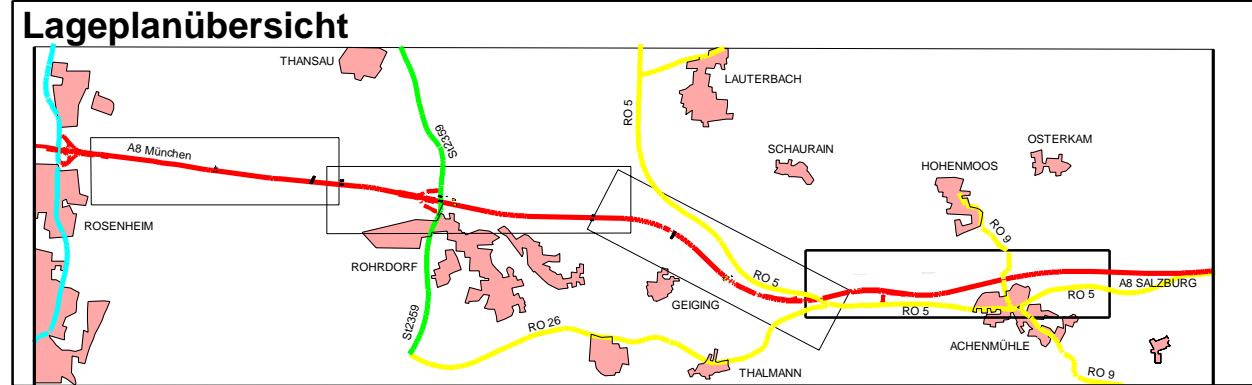 Lageplanübersicht
THANSAU
LAUTERBACH
RO 5
St2359
A8 München
SCHAURAIN
OSTERKAM
HOHENMOOS
ROSENHEIM
RO 9
ROHRDORF
RO 5
GEIGING
A8 SALZBURG
RO 5
RO 5
St2359
RO 26
ACHENMÜHLE
THALMANN
RO 9